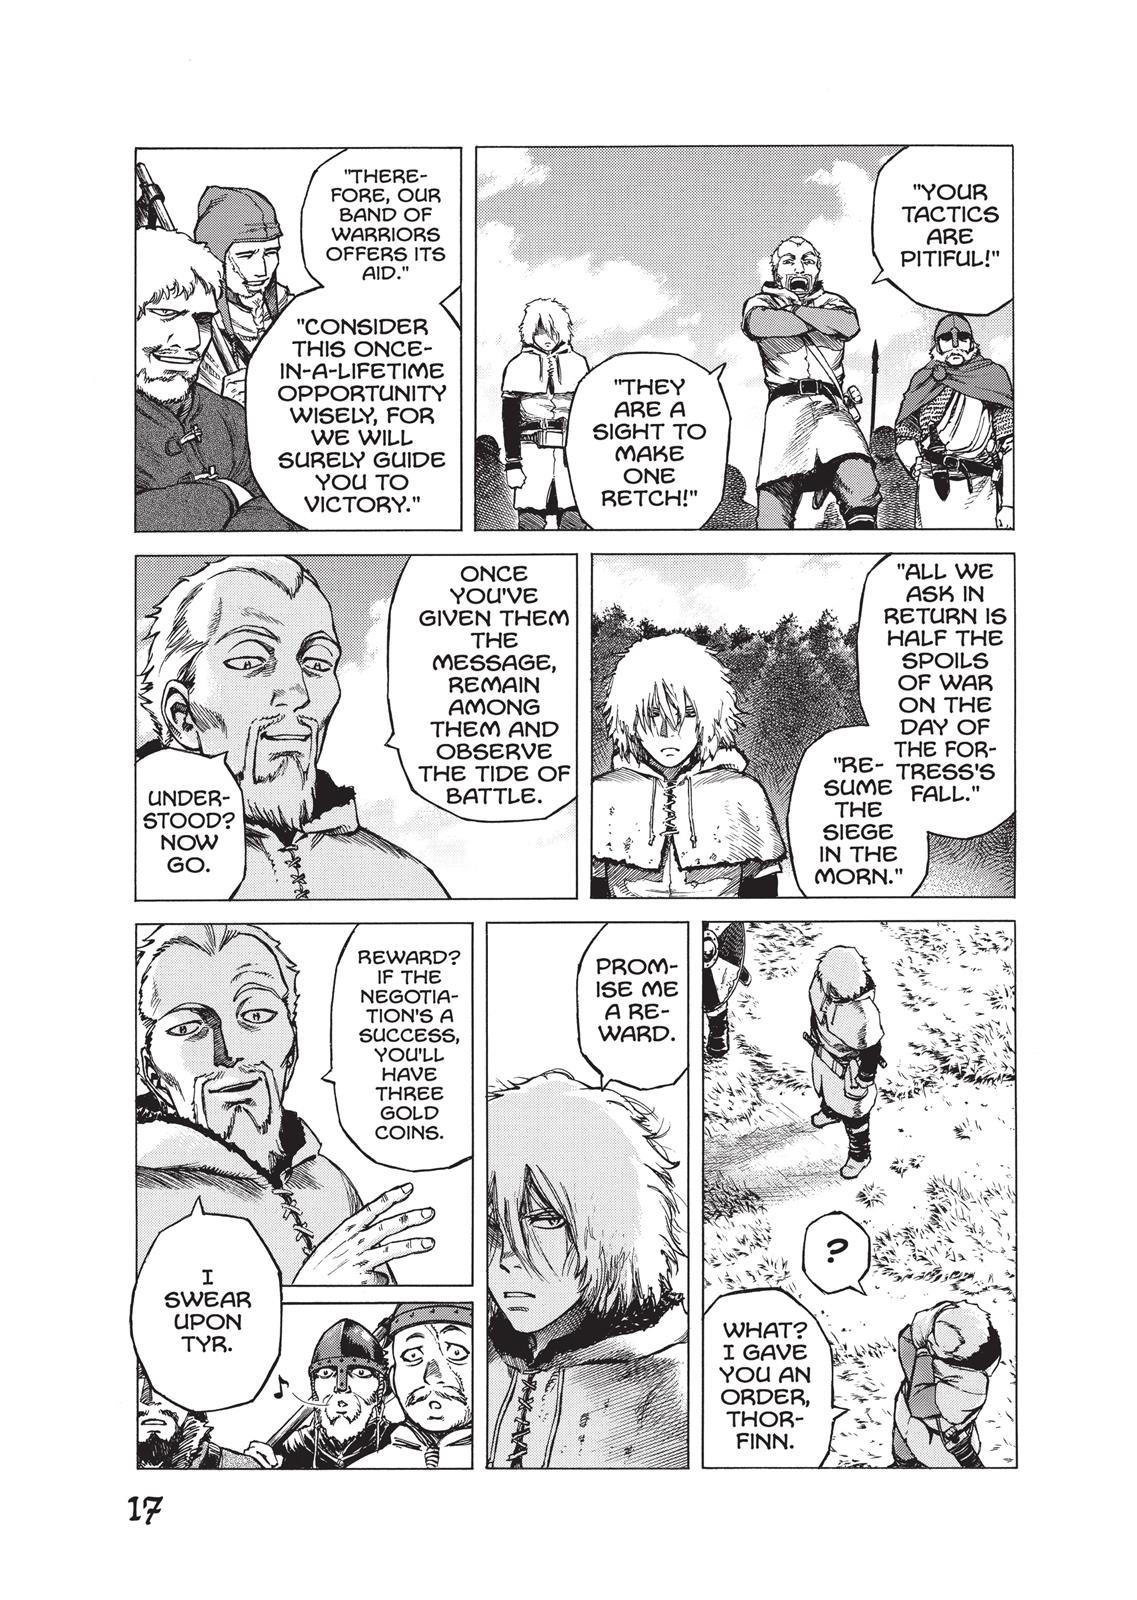 "YOUR
TACTICS
ARE
PITIFUL!"
"THEY
ARE A
SIGHT TO
MAKE
ONE
RETCH!"
"THERE-
FORE, OUR
BAND OF
WARRIORS
OFFERS ITS
AID."
"CONSIDER
THIS ONCE-
IN-A-LIFETIME
OPPORTUNITY
WISELY, FOR
WE WILL
SURELY GUIDE
YOU TO
VICTORY."
"ALL WE
ASK IN
RETURN IS
HALF THE
SPOILS
OF WAR
ON THE
DAY OF
THE FOR-
TRESS'S
FALL."
"RE-
SUME
THE
SIEGE
IN THE
MORN."
ONCE
YOU'VE
GIVEN THEM
THE
MESSAGE,
REMAIN
AMONG
THEM AND
OBSERVE
THE TIDE OF
BATTLE.
UNDER-
STOOD?
NOW
GO.
?
WHAT?
I GAVE
YOU AN
ORDER,
THOR-
FINN.
PROM-
ISE ME
A RE-
WARD.
REWARD?
IF THE
NEGOTIA-
TION'S A
SUCCESS,
YOU'LL
HAVE
THREE
GOLD
COINS.
I
SWEAR
UPON
TYR.
17